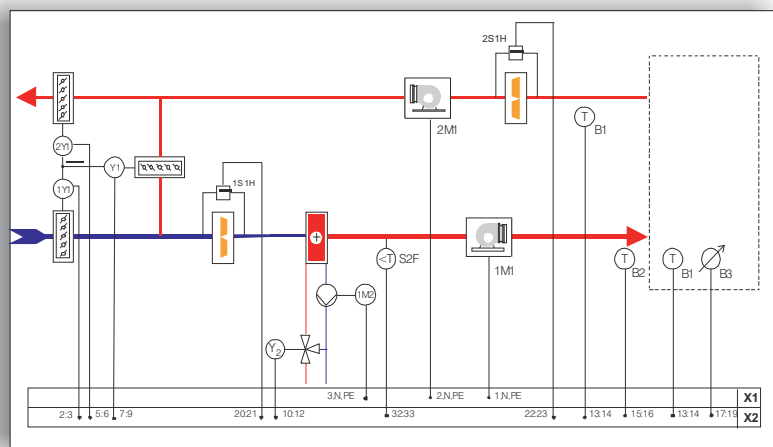 2S1H
T
2M1
B1
2Y1
Y1
1Y1
1S1H
<T S2F
1M1
T
B2
T
B1
B3
1M2
Y2
3,N,PE
2,N,PE
1,N,PE
X1
2:3
5:6
7:9
20:21
10:12
32:33
22:23
13:14
15:16
13:14
17:19
X2